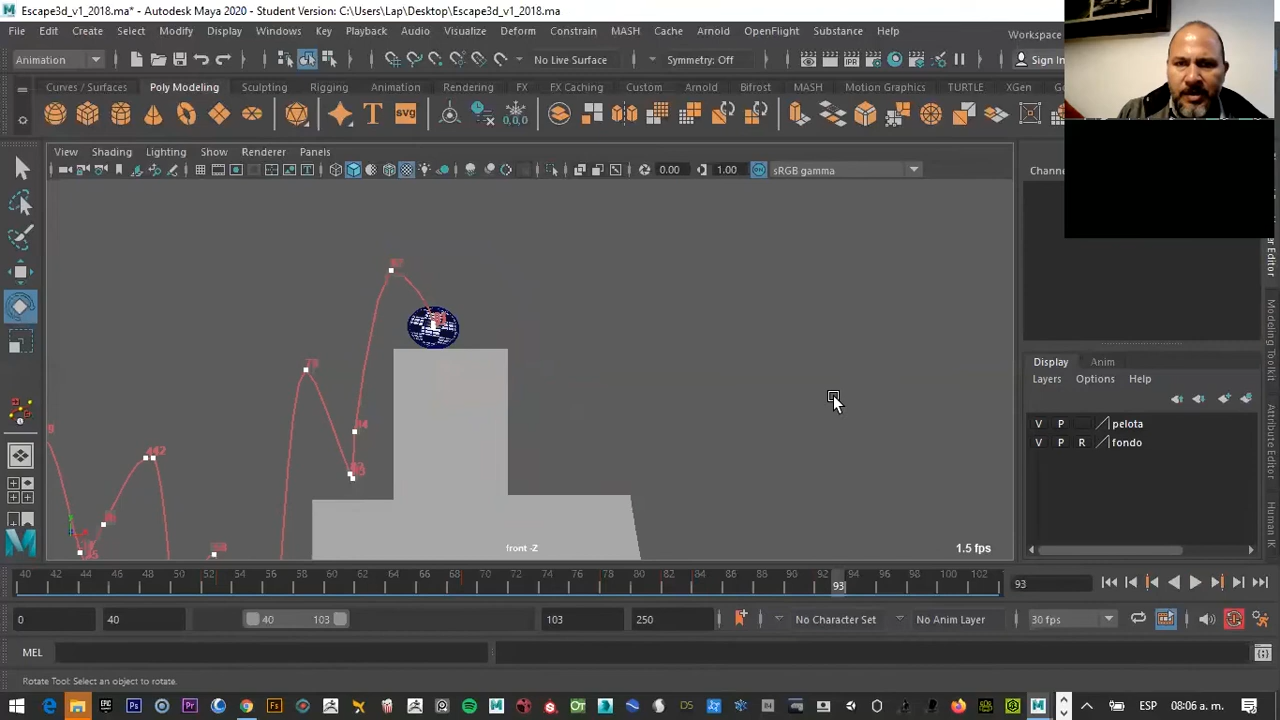 Escape3d_v1_2018.ma* - Autodesk Maya 2020 - Student Version: C:\Users\Lap\Desktop\Escape3d_v1_2018.ma
File Edit Create Select Modify Display Windows Key Playback Audio Visualize Deform Constrain MASH Cache Arnold OpenFlight Substance Help
Workspace
Animation No Live Surface Symmetry: Off Sign In
Curves / Surfaces Poly Modeling Sculpting Rigging Animation Rendering FX FX Caching Custom Arnold Bifrost MASH Motion Graphics TURTLE XGen
View Shading Lighting Show Renderer Panels
0.00 1.00 sRGB gamma
Display Anim
Layers Options Help
V P pelota
V P R fondo
front -Z
1.5 fps
40 42 44 46 48 50 52 54 56 58 60 62 64 66 68 70 72 74 76 78 80 82 84 86 88 90 92 93 94 96 98 100 102
93
0 40 40 103 103 250 No Character Set No Anim Layer 30 fps
MEL
Rotate Tool: Select an object to rotate.
ESP 08:06 a. m.
Modeling Toolkit
Attribute Editor
Human IK